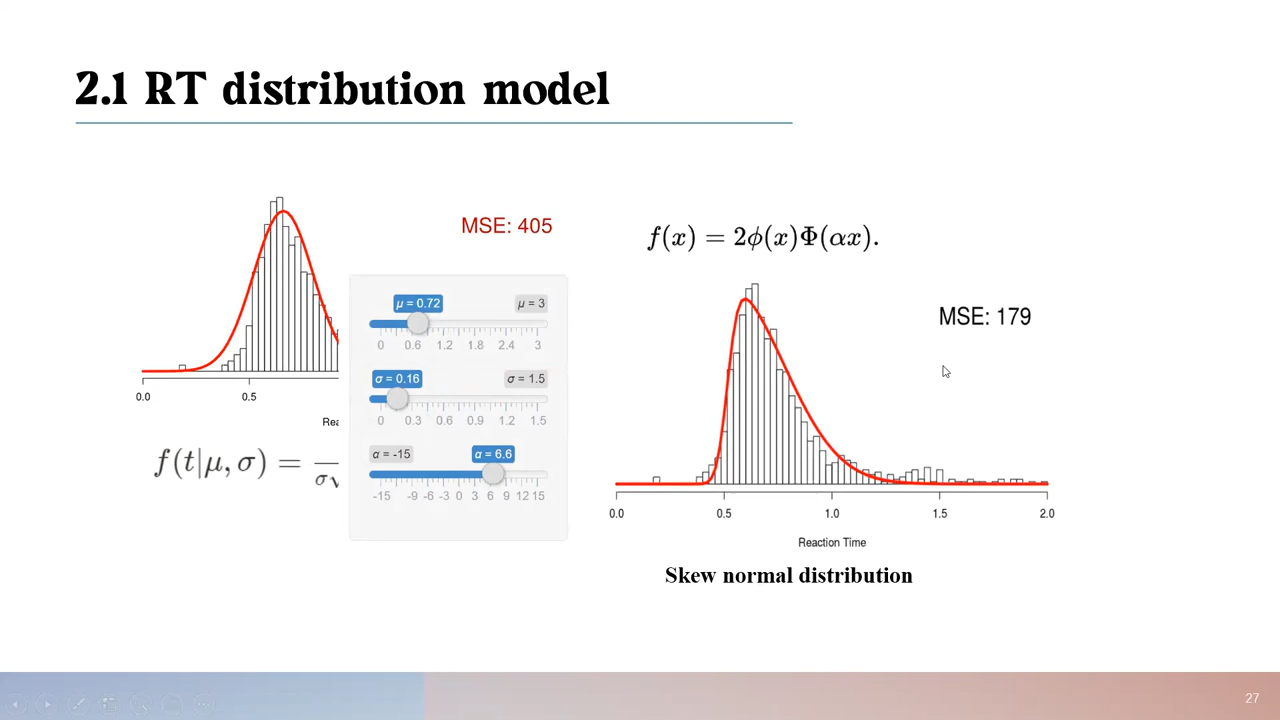 2.1 RT distribution model
MSE: 405
0.0
0.5
Rea
f(t|μ, σ) =
σ√
μ = 0.72
μ = 3
0 0.6 1.2 1.8 2.4 3
σ = 0.16
σ = 1.5
0 0.3 0.6 0.9 1.2 1.5
α = -15
α = 6.6
-15 -9 -6 -3 0 3 6 9 12 15
f(x) = 2ϕ(x)Φ(αx).
MSE: 179
0.0 0.5 1.0 1.5 2.0
Reaction Time
Skew normal distribution
27